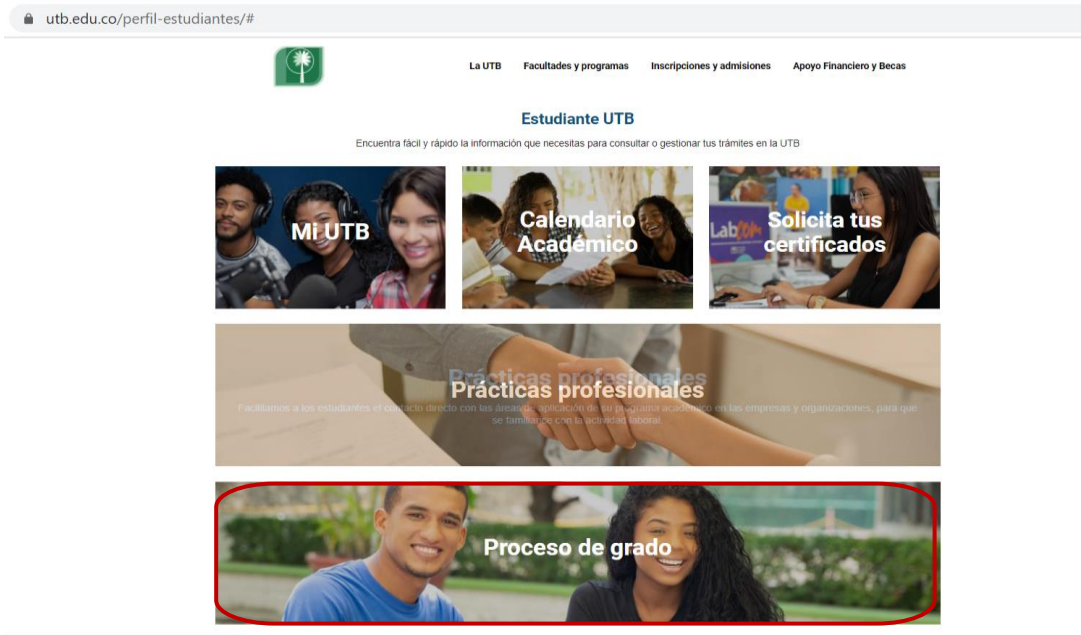 utb.edu.co/perfil-estudiantes/#
La UTB Facultades y programas Inscripciones y admisiones Apoyo Financiero y Becas
Estudiante UTB
Encuentra fácil y rápido la información que necesitas para consultar o gestionar tus trámites en la UTB
Mi UTB
Calendario
Académico
Labcom
Solicita tus
certificados
Prácticas profesionales
Prácticas profesionales
Facilitamos a los estudiantes el contacto directo con las áreas de aplicación de su programa académico en las empresas y organizaciones, para que
se familiarice con la actividad laboral.
Proceso de grado